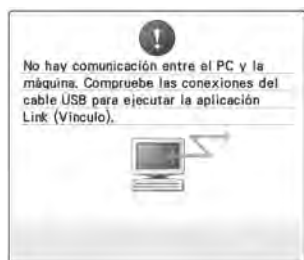 No hay comunicación entre el PC y la
máquina. Compruebe las conexiones del
cable USB para ejecutar la aplicación
Link (Vínculo).